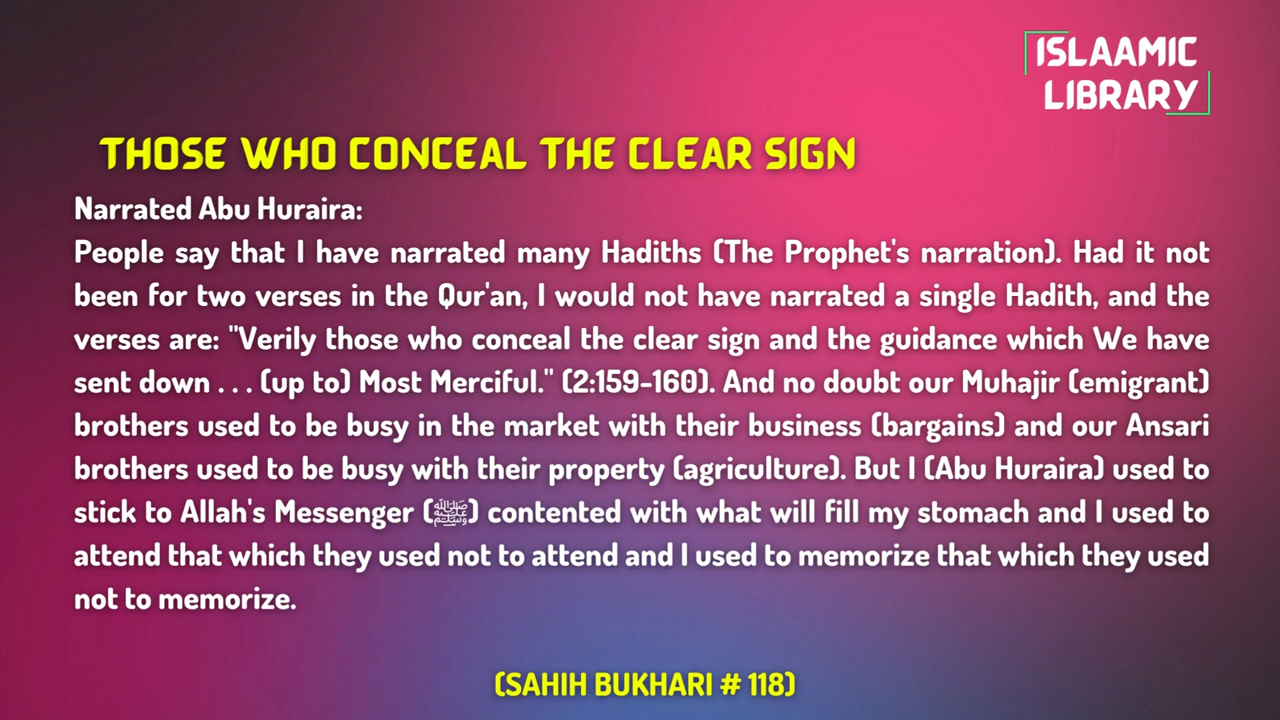 ISLAAMIC
LIBRARY
THOSE WHO CONCEAL THE CLEAR SIGN
Narrated Abu Huraira:
People say that I have narrated many Hadiths (The Prophet's narration). Had it not
been for two verses in the Qur'an, I would not have narrated a single Hadith, and the
verses are: "Verily those who conceal the clear sign and the guidance which We have
sent down . . . (up to) Most Merciful." (2:159-160). And no doubt our Muhajir (emigrant)
brothers used to be busy in the market with their business (bargains) and our Ansari
brothers used to be busy with their property (agriculture). But I (Abu Huraira) used to
stick to Allah's Messenger (ﷺ) contented with what will fill my stomach and I used to
attend that which they used not to attend and I used to memorize that which they used
not to memorize.
(SAHIH BUKHARI # 118)